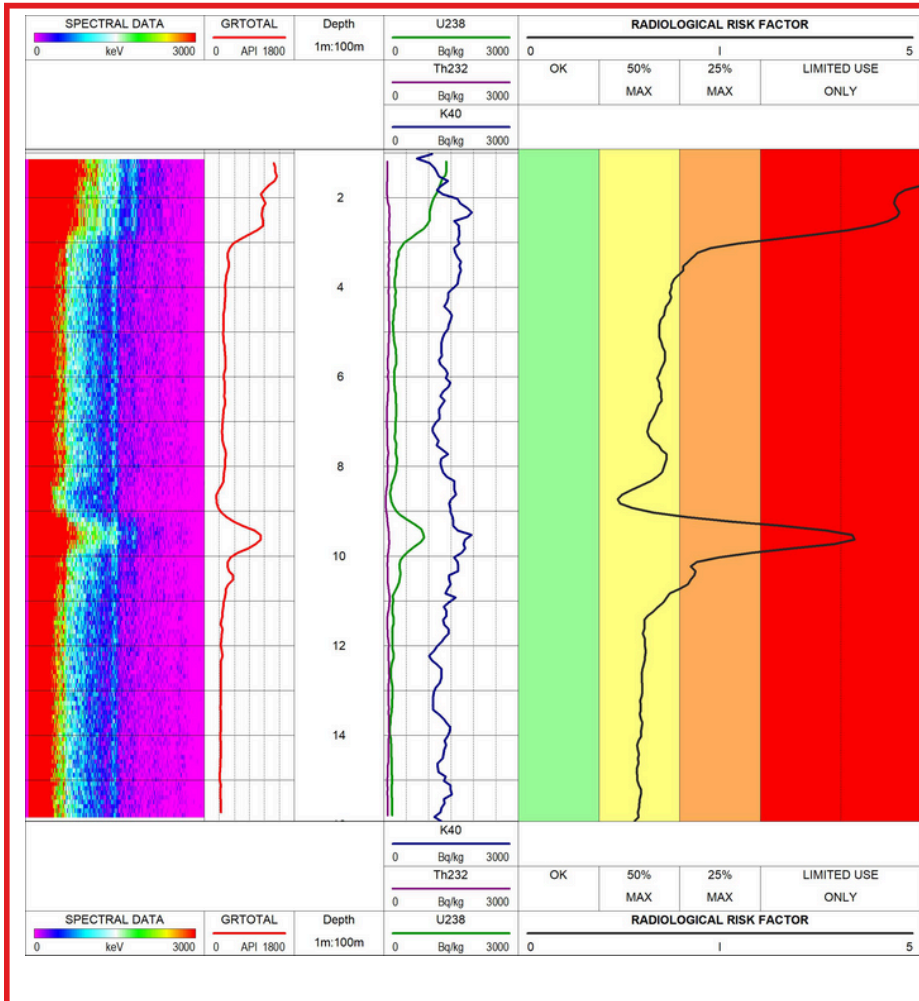 SPECTRAL DATA
0 keV 3000
GRTOTAL
0 API 1800
Depth
1m:100m
U238
0 Bq/kg 3000
Th232
0 Bq/kg 3000
K40
0 Bq/kg 3000
RADIOLOGICAL RISK FACTOR
0 I 5
OK
50%
MAX
25%
MAX
LIMITED USE
ONLY
2
4
6
8
10
12
14
K40
0 Bq/kg 3000
Th232
0 Bq/kg 3000
U238
0 Bq/kg 3000
OK
50%
MAX
25%
MAX
LIMITED USE
ONLY
SPECTRAL DATA
0 keV 3000
GRTOTAL
0 API 1800
Depth
1m:100m
RADIOLOGICAL RISK FACTOR
0 I 5